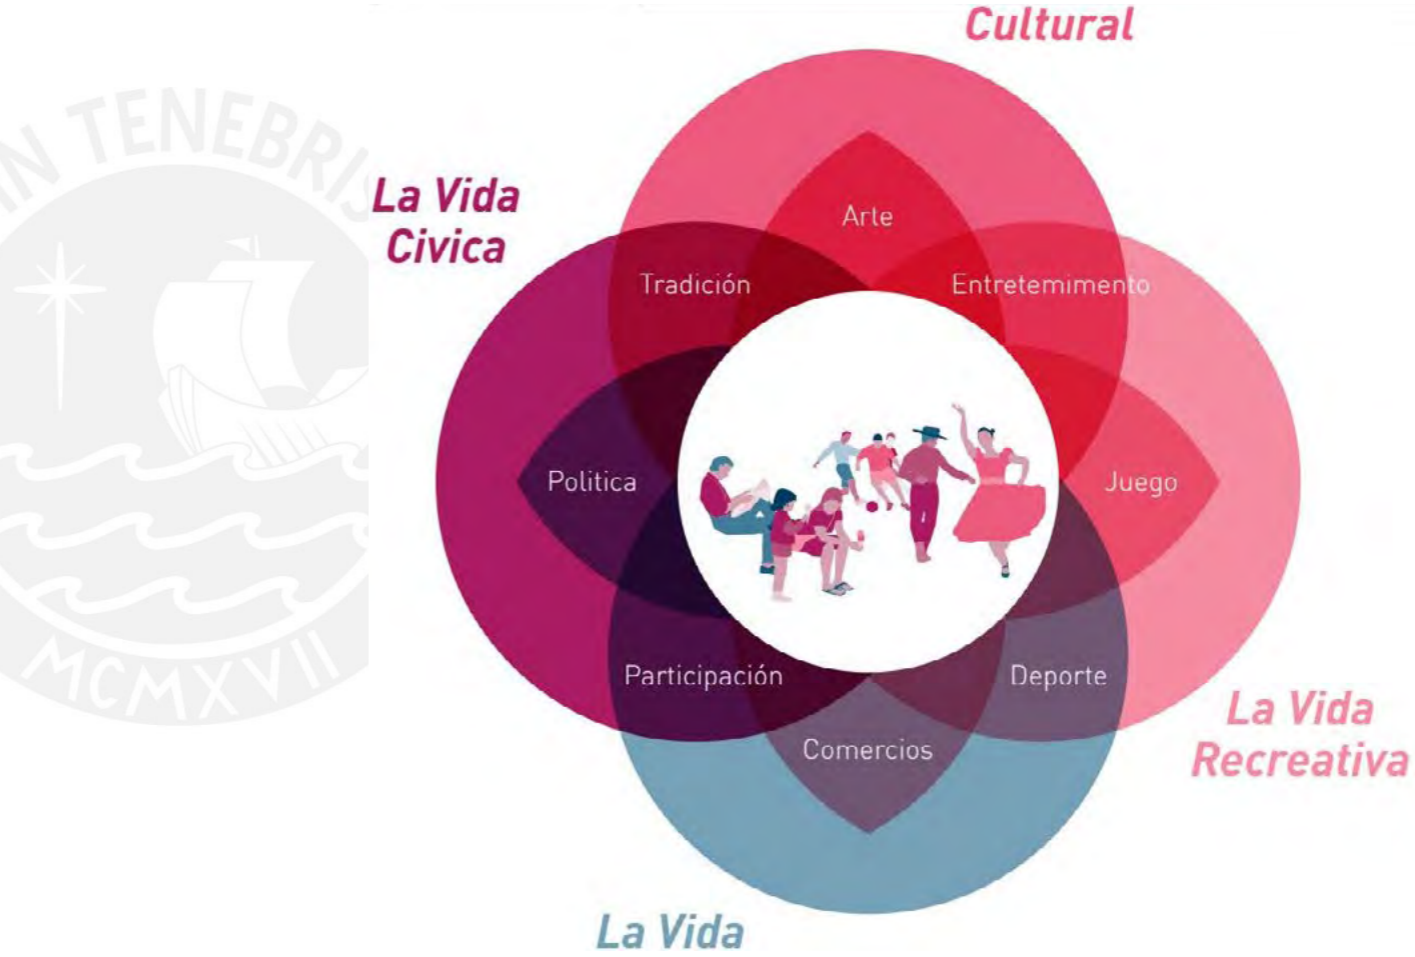 Cultural
IN TENEBRIS
La Vida
Civica
Arte
Tradición
Entretemimento
Politica
Juego
Participación
Deporte
MCMXVII
La Vida
Recreativa
Comercios
La Vida